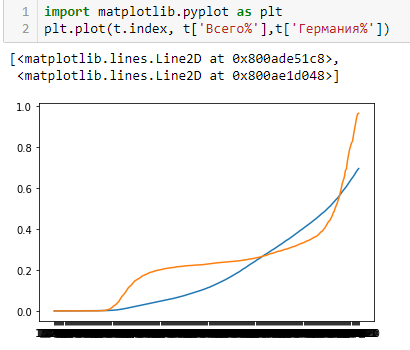 1 import matplotlib.pyplot as plt
2 plt.plot(t.index, t['Всего%'],t['Германия%'])
[<matplotlib.lines.Line2D at 0x800ade51c8>,
<matplotlib.lines.Line2D at 0x800ae1d048>]
1.0
0.8
0.6
0.4
0.2
0.0